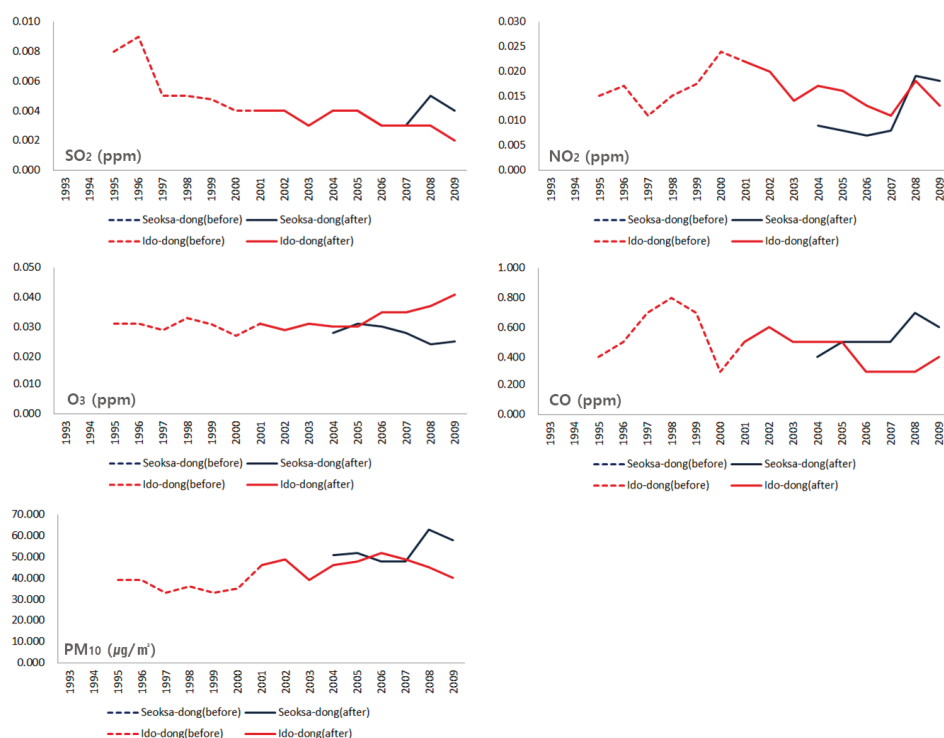 0.010
0.008
0.006
0.004
0.002
0.000
SO2 (ppm)
1993 1994 1995 1996 1997 1998 1999 2000 2001 2002 2003 2004 2005 2006 2007 2008 2009
Seoksa-dong(before) Seoksa-dong(after)
Ido-dong(before) Ido-dong(after)
0.030
0.025
0.020
0.015
0.010
0.005
0.000
NO2 (ppm)
1993 1994 1995 1996 1997 1998 1999 2000 2001 2002 2003 2004 2005 2006 2007 2008 2009
Seoksa-dong(before) Seoksa-dong(after)
Ido-dong(before) Ido-dong(after)
0.050
0.040
0.030
0.020
0.010
0.000
O3 (ppm)
1993 1994 1995 1996 1997 1998 1999 2000 2001 2002 2003 2004 2005 2006 2007 2008 2009
Seoksa-dong(before) Seoksa-dong(after)
Ido-dong(before) Ido-dong(after)
1.000
0.800
0.600
0.400
0.200
0.000
CO (ppm)
1993 1994 1995 1996 1997 1998 1999 2000 2001 2002 2003 2004 2005 2006 2007 2008 2009
Seoksa-dong(before) Seoksa-dong(after)
Ido-dong(before) Ido-dong(after)
70.000
60.000
50.000
40.000
30.000
20.000
10.000
0.000
PM10 (㎍/㎥)
1993 1994 1995 1996 1997 1998 1999 2000 2001 2002 2003 2004 2005 2006 2007 2008 2009
Seoksa-dong(before) Seoksa-dong(after)
Ido-dong(before) Ido-dong(after)